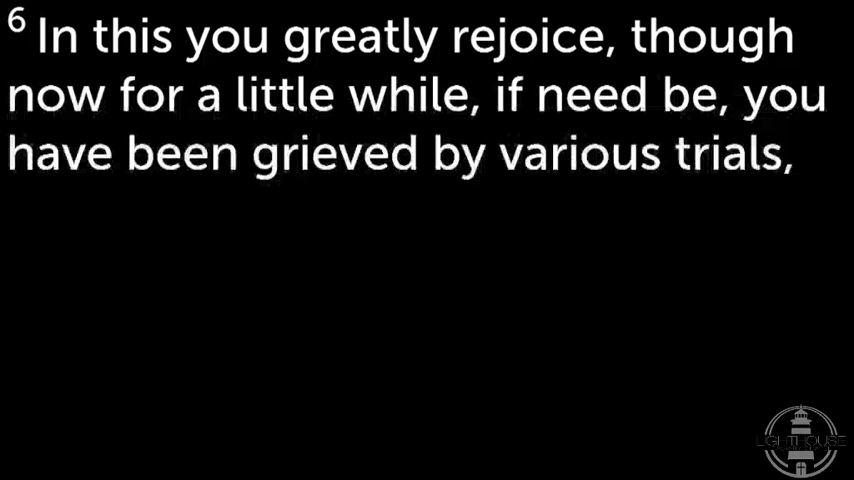 6 In this you greatly rejoice, though
now for a little while, if need be, you
have been grieved by various trials,
LIGHTHOUSE